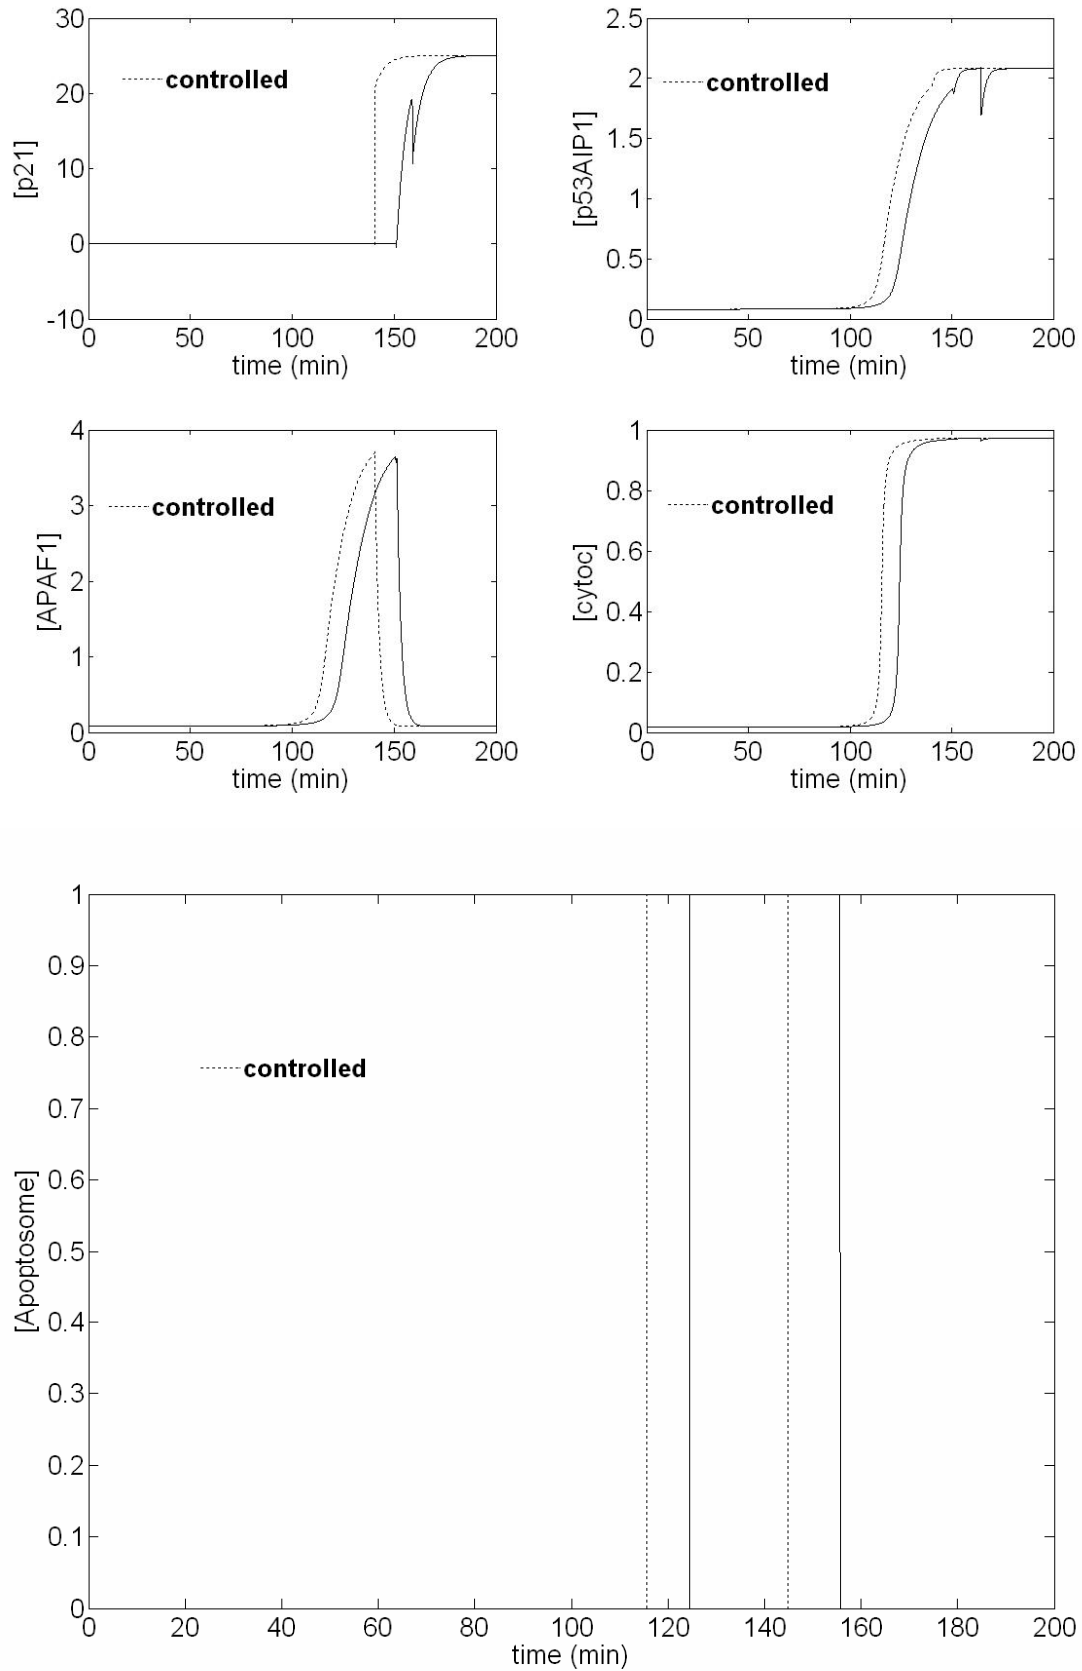 30
20
10
0
-10
[p21]
controlled
0 50 100 150 200
time (min)
2.5
2
1.5
1
0.5
0
[p53AIP1]
controlled
0 50 100 150 200
time (min)
4
3
2
1
0
[APAF1]
controlled
0 50 100 150 200
time (min)
1
0.8
0.6
0.4
0.2
0
[cytoc]
controlled
0 50 100 150 200
time (min)
1
0.9
0.8
0.7
0.6
0.5
0.4
0.3
0.2
0.1
0
[Apoptosome]
controlled
0 20 40 60 80 100 120 140 160 180 200
time (min)